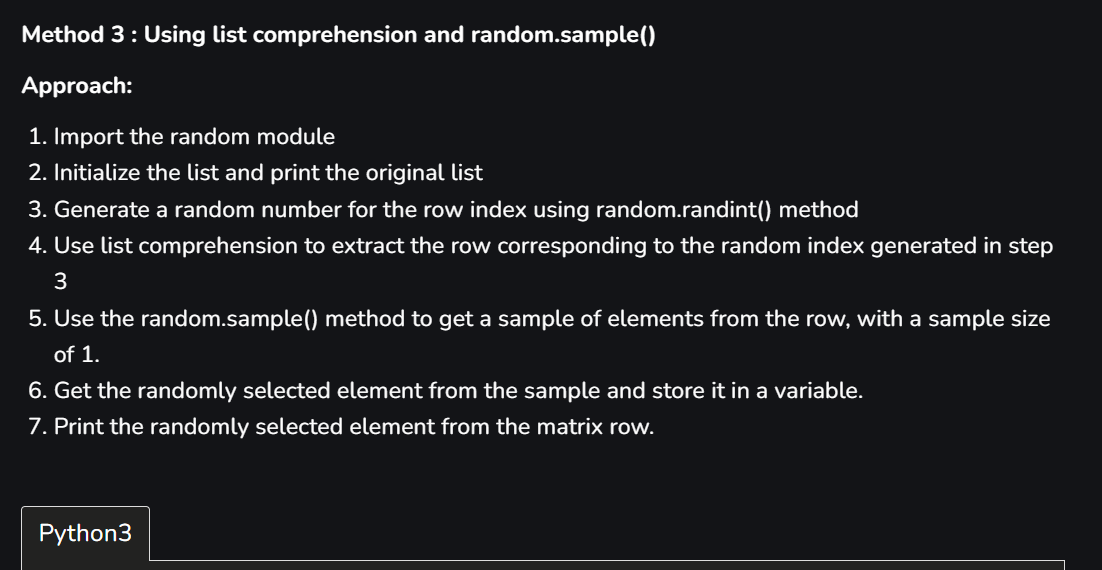 Method 3 : Using list comprehension and random.sample()
Approach:
1. Import the random module
2. Initialize the list and print the original list
3. Generate a random number for the row index using random.randint() method
4. Use list comprehension to extract the row corresponding to the random index generated in step
3
5. Use the random.sample() method to get a sample of elements from the row, with a sample size
of 1.
6. Get the randomly selected element from the sample and store it in a variable.
7. Print the randomly selected element from the matrix row.
Python3